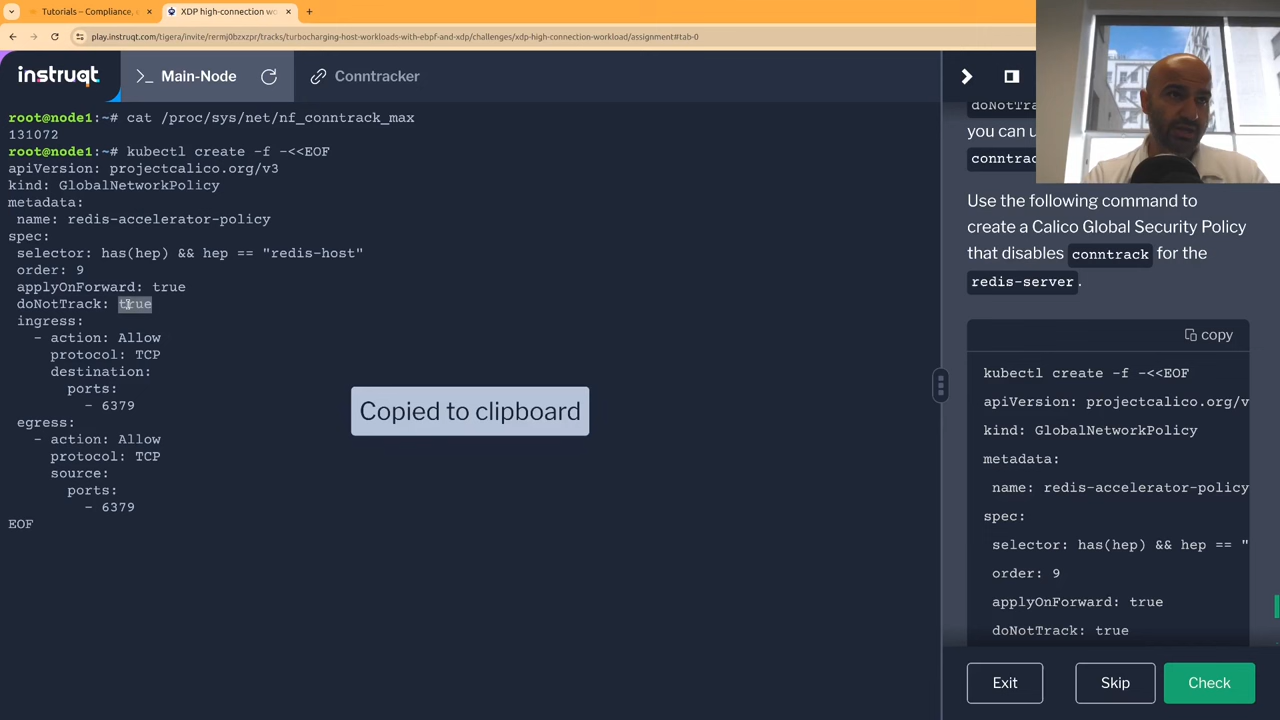 Tutorials – Compliance,
XDP high-connection wo
play.instruqt.com/tigera/invite/rermj0bzxzpr/tracks/turbocharging-host-workloads-with-ebpf-and-xdp/challenges/xdp-high-connection-workload/assignment#tab-0
instruqt
>_ Main-Node
Conntracker
root@node1:~# cat /proc/sys/net/nf_conntrack_max
131072
root@node1:~# kubectl create -f -<<EOF
apiVersion: projectcalico.org/v3
kind: GlobalNetworkPolicy
metadata:
 name: redis-accelerator-policy
spec:
 selector: has(hep) && hep == "redis-host"
 order: 9
 applyOnForward: true
 doNotTrack: true
 ingress:
   - action: Allow
     protocol: TCP
     destination:
       ports:
         - 6379
 egress:
   - action: Allow
     protocol: TCP
     source:
       ports:
         - 6379
EOF
Copied to clipboard
doNotTra
you can u
conntra
Use the following command to
create a Calico Global Security Policy
that disables conntrack for the
redis-server.
copy
kubectl create -f -<<EOF
apiVersion: projectcalico.org/v
kind: GlobalNetworkPolicy
metadata:
 name: redis-accelerator-policy
spec:
 selector: has(hep) && hep == "
 order: 9
 applyOnForward: true
 doNotTrack: true
Exit
Skip
Check